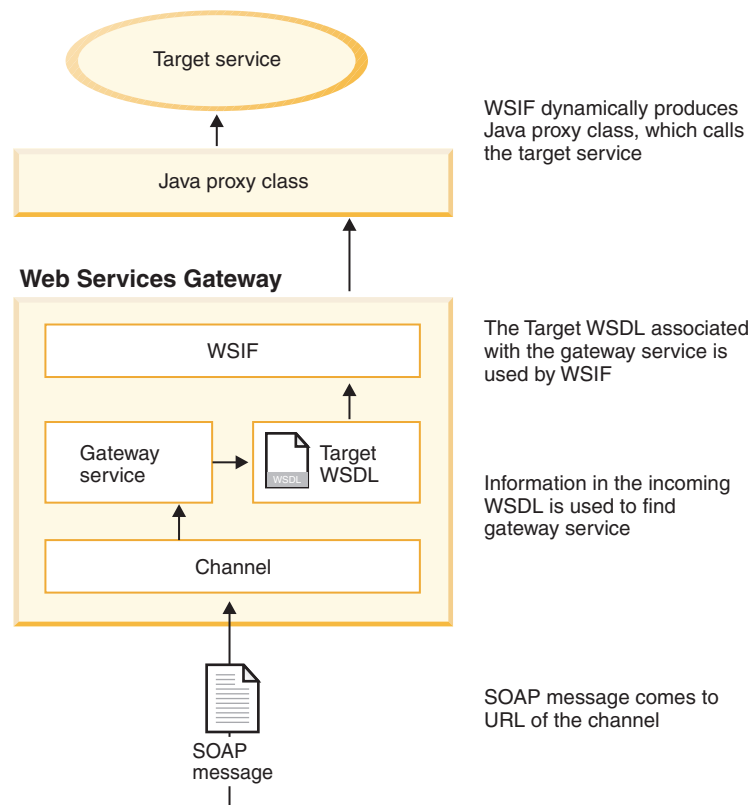 Target service
WSIF dynamically produces
Java proxy class, which calls
the target service
Java proxy class
Web Services Gateway
WSIF
The Target WSDL associated
with the gateway service is
used by WSIF
Gateway
service
WSDL
Target
WSDL
Information in the incoming
WSDL is used to find
gateway service
Channel
SOAP message comes to
URL of the channel
SOAP
message